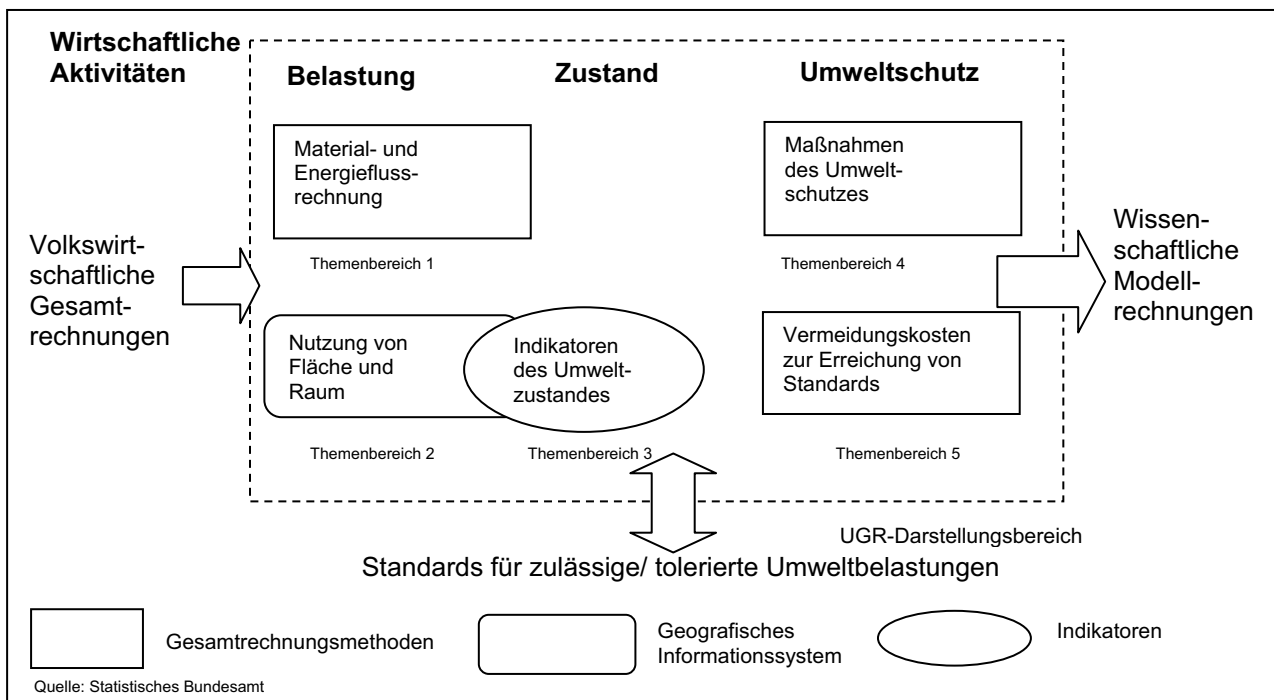 Wirtschaftliche
Aktivitäten
Belastung
Zustand
Umweltschutz
Material- und
Energiefluss-
rechnung
Maßnahmen
des Umwelt-
schutzes
Themenbereich 1
Themenbereich 4
Volkswirt-
schaftliche
Gesamt-
rechnungen
Wissen-
schaftliche
Modell-
rechnungen
Nutzung von
Fläche und
Raum
Indikatoren
des Umwelt-
zustandes
Vermeidungskosten
zur Erreichung von
Standards
Themenbereich 2
Themenbereich 3
Themenbereich 5
UGR-Darstellungsbereich
Standards für zulässige/ tolerierte Umweltbelastungen
Gesamtrechnungsmethoden
Geografisches
Informationssystem
Indikatoren
Quelle: Statistisches Bundesamt